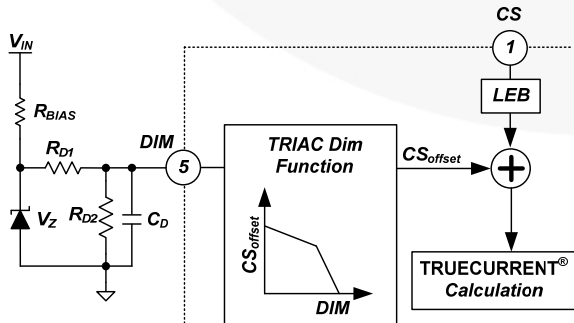 CS
1
V_IN
LEB
R_BIAS
DIM
TRIAC Dim
Function
R_D1
5
CS_offset
+
V_Z
R_D2
C_D
CS_offset
DIM
TRUECURRENT®
Calculation